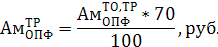 Ам^ТР_ОПФ = (Ам^ТО,ТР_ОПФ * 70) / 100, руб.